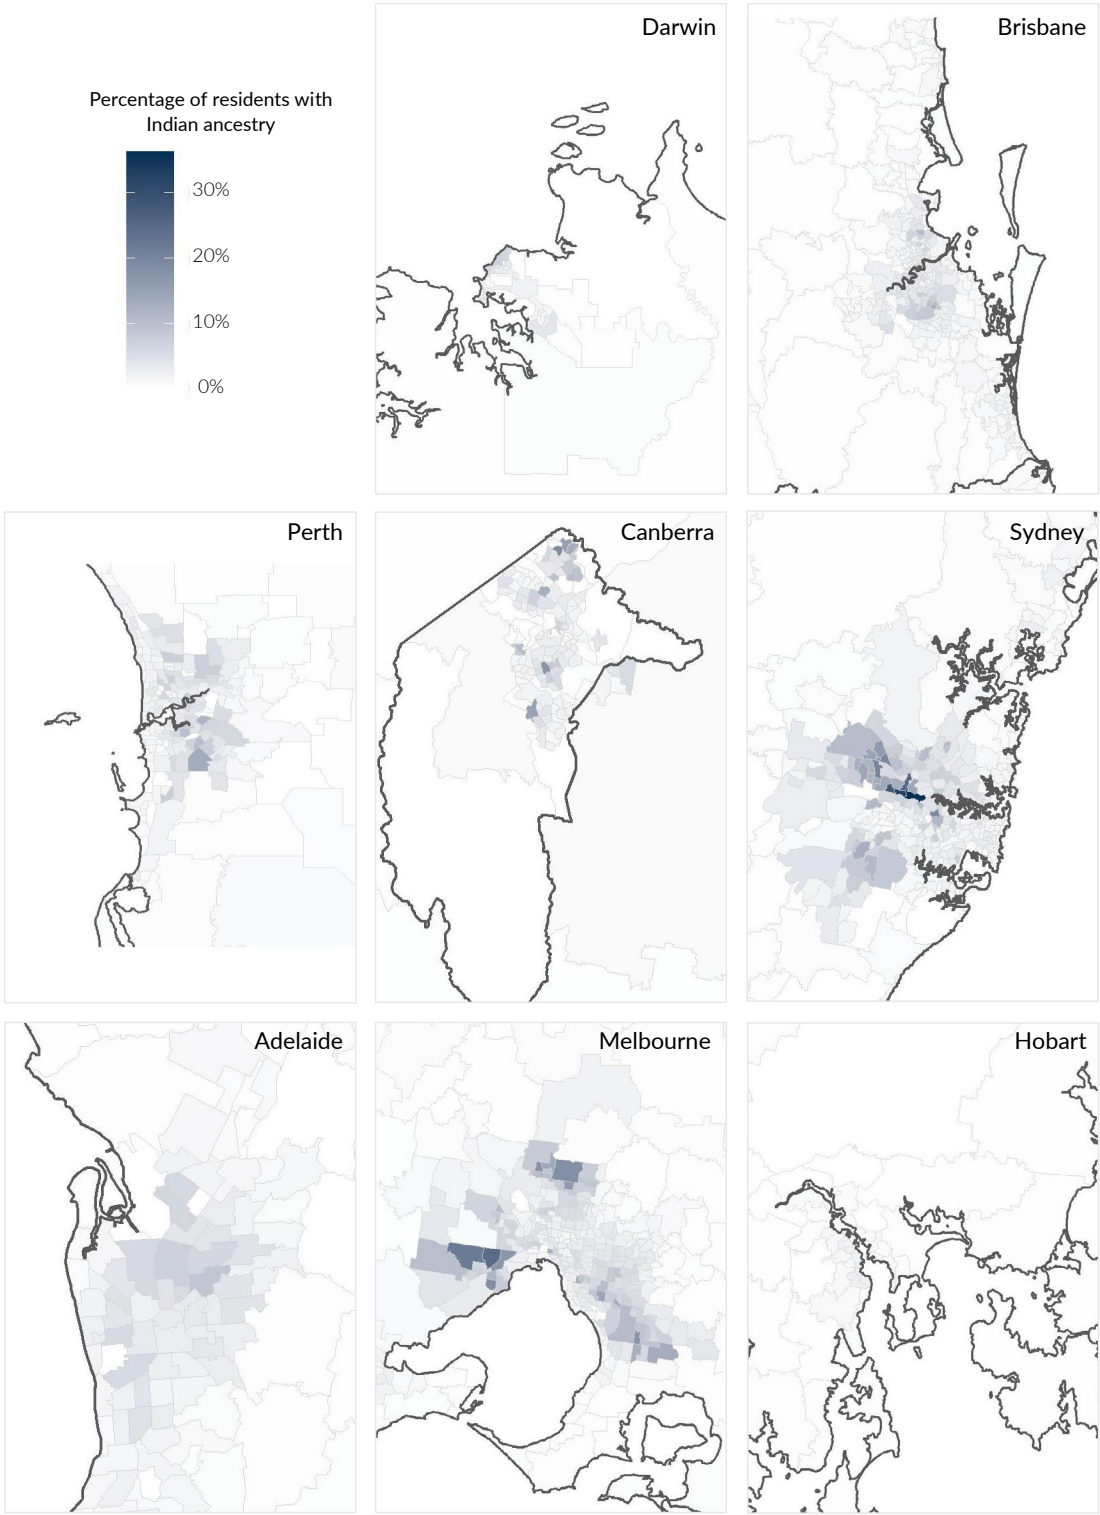 Darwin
Brisbane
Percentage of residents with
Indian ancestry
30%
20%
10%
0%
Perth
Canberra
Sydney
Adelaide
Melbourne
Hobart